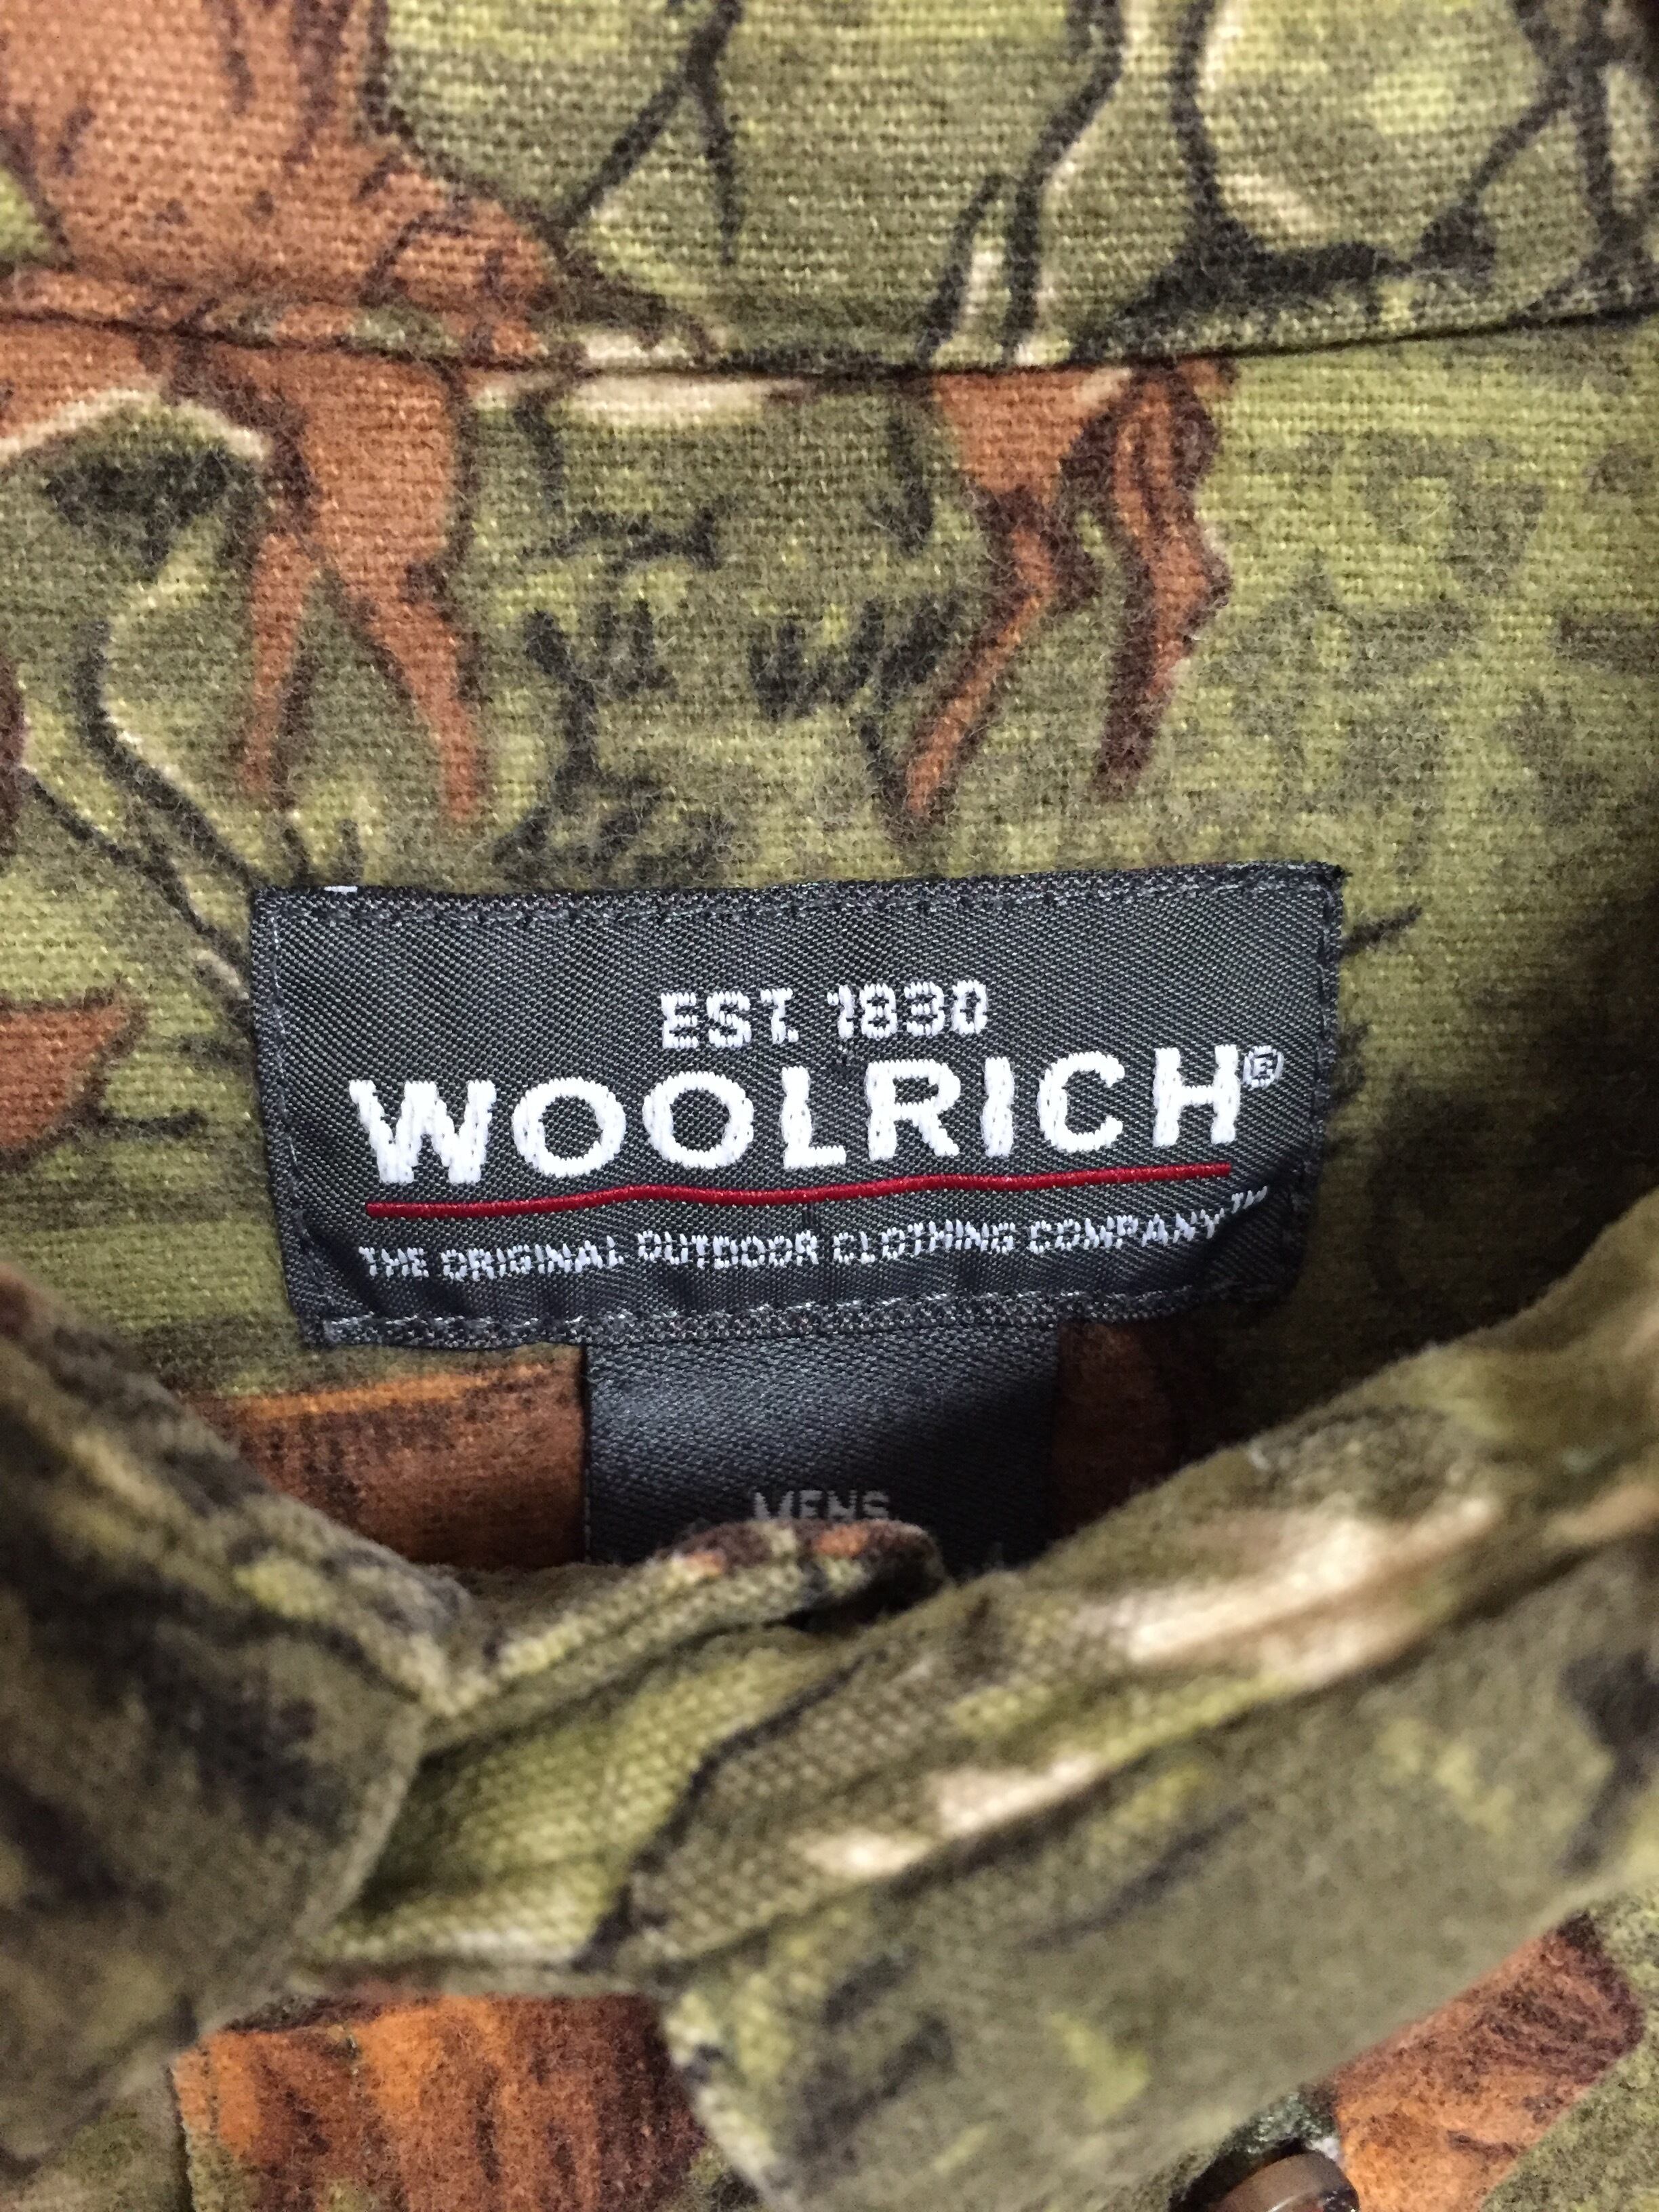 EST. 1830
WOOLRICH®
THE ORIGINAL OUTDOOR CLOTHING COMPANY™
MENS